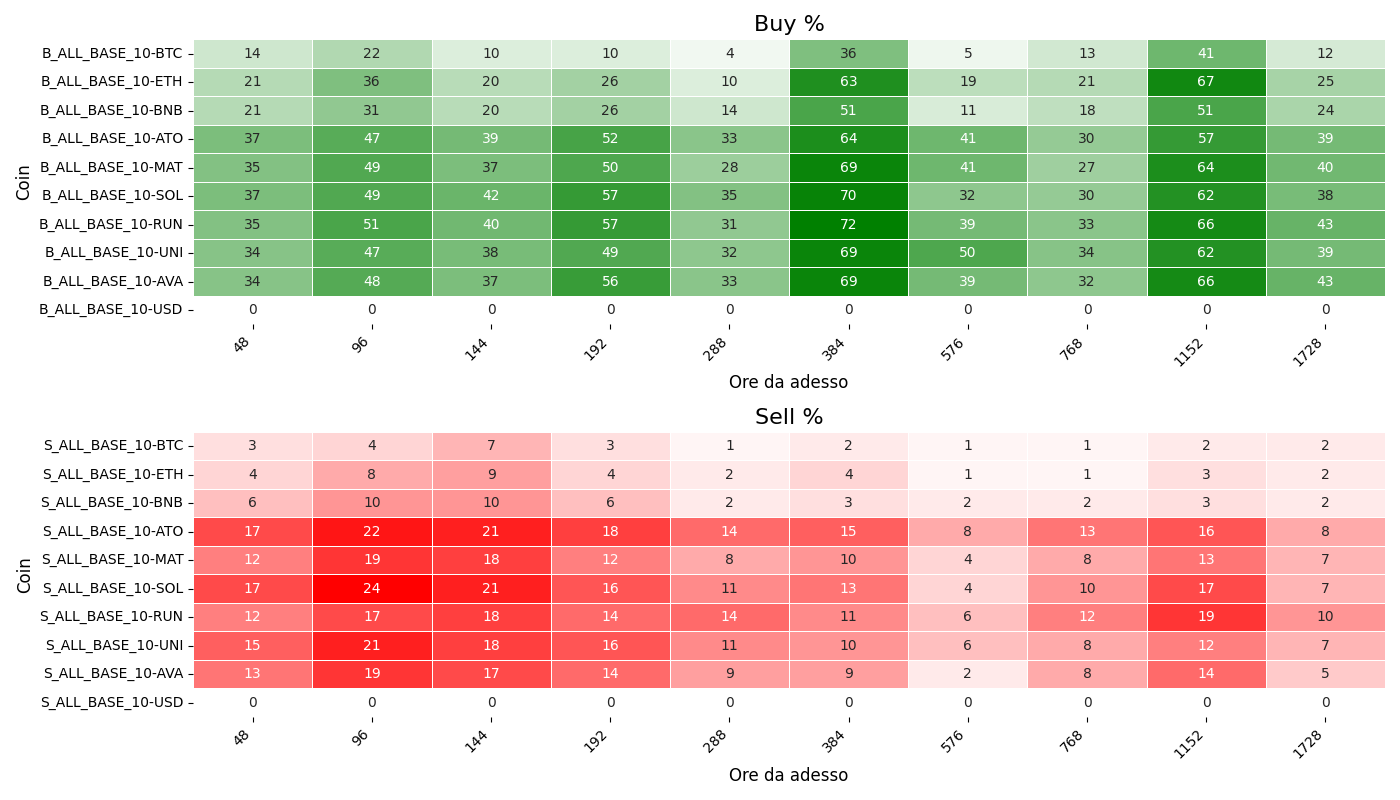 Buy %
Coin
B_ALL_BASE_10-BTC 14 22 10 10 4 36 5 13 41 12
B_ALL_BASE_10-ETH 21 36 20 26 10 63 19 21 67 25
B_ALL_BASE_10-BNB 21 31 20 26 14 51 11 18 51 24
B_ALL_BASE_10-ATO 37 47 39 52 33 64 41 30 57 39
B_ALL_BASE_10-MAT 35 49 37 50 28 69 41 27 64 40
B_ALL_BASE_10-SOL 37 49 42 57 35 70 32 30 62 38
B_ALL_BASE_10-RUN 35 51 40 57 31 72 39 33 66 43
B_ALL_BASE_10-UNI 34 47 38 49 32 69 50 34 62 39
B_ALL_BASE_10-AVA 34 48 37 56 33 69 39 32 66 43
B_ALL_BASE_10-USD 0 0 0 0 0 0 0 0 0 0
48 96 144 192 288 384 576 768 1152 1728
Ore da adesso
Sell %
Coin
S_ALL_BASE_10-BTC 3 4 7 3 1 2 1 1 2 2
S_ALL_BASE_10-ETH 4 8 9 4 2 4 1 1 3 2
S_ALL_BASE_10-BNB 6 10 10 6 2 3 2 2 3 2
S_ALL_BASE_10-ATO 17 22 21 18 14 15 8 13 16 8
S_ALL_BASE_10-MAT 12 19 18 12 8 10 4 8 13 7
S_ALL_BASE_10-SOL 17 24 21 16 11 13 4 10 17 7
S_ALL_BASE_10-RUN 12 17 18 14 14 11 6 12 19 10
S_ALL_BASE_10-UNI 15 21 18 16 11 10 6 8 12 7
S_ALL_BASE_10-AVA 13 19 17 14 9 9 2 8 14 5
S_ALL_BASE_10-USD 0 0 0 0 0 0 0 0 0 0
48 96 144 192 288 384 576 768 1152 1728
Ore da adesso